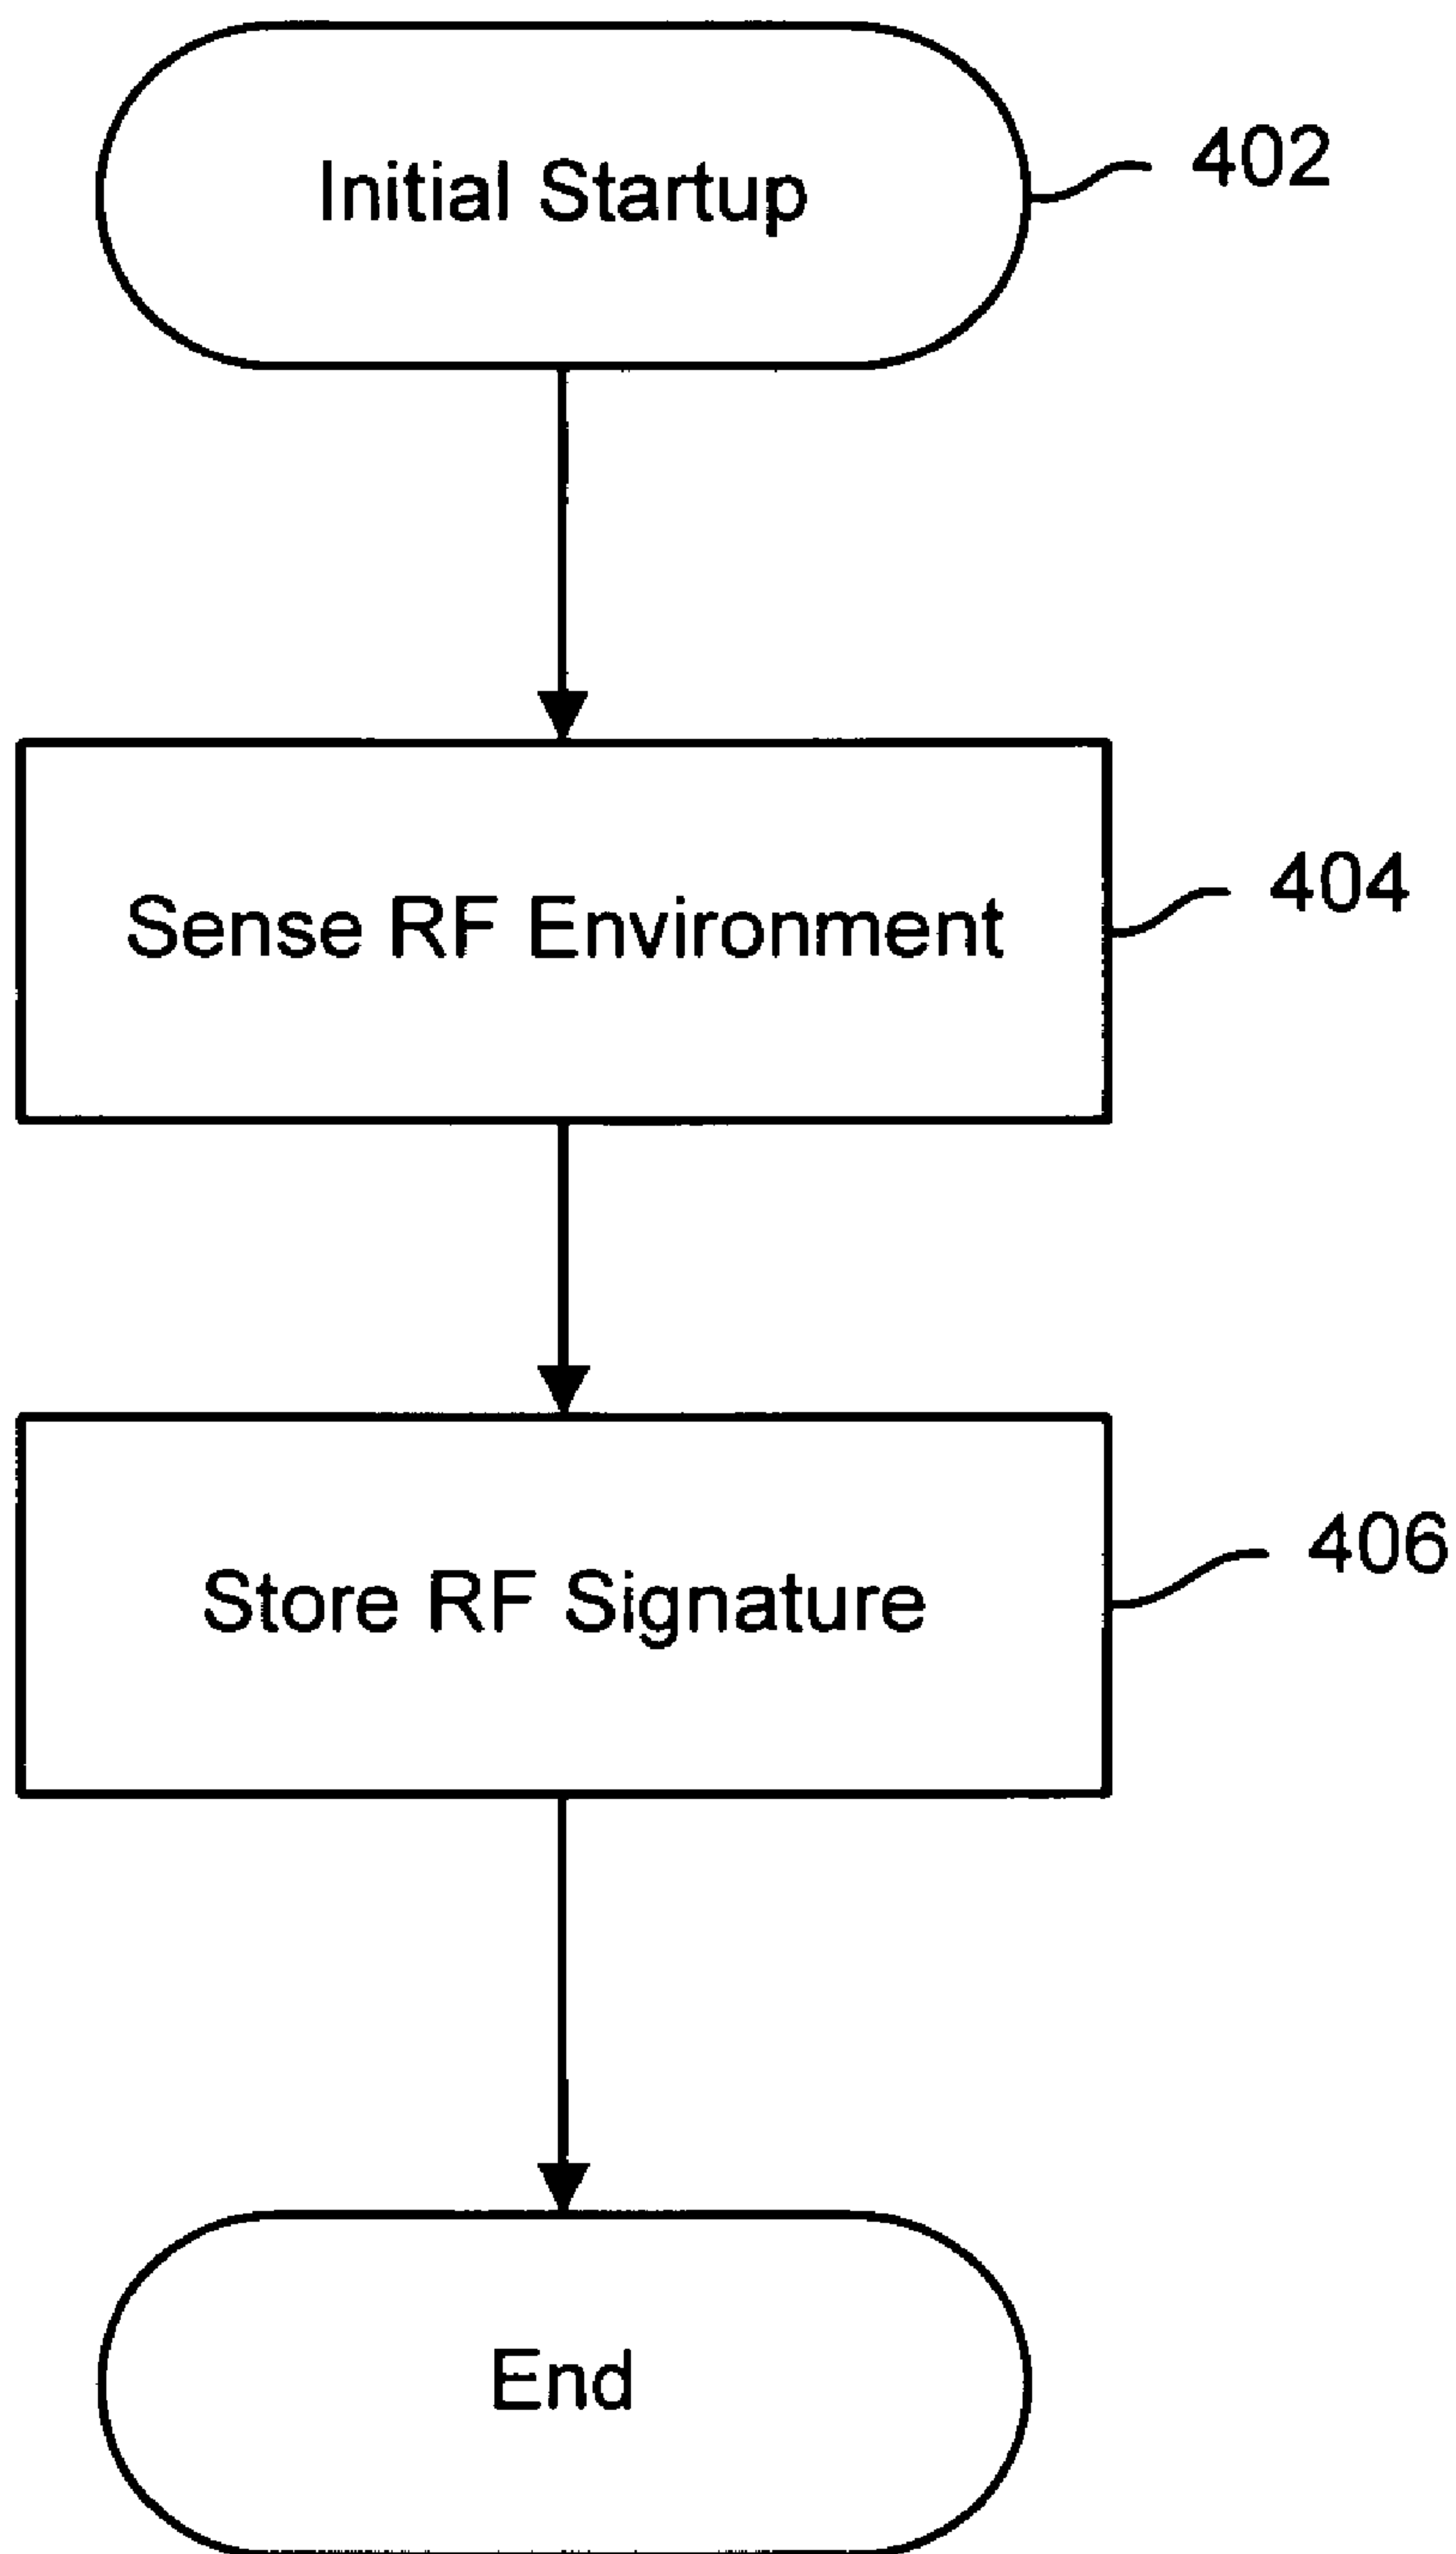 Initial Startup
402
Sense RF Environment
404
Store RF Signature
406
End